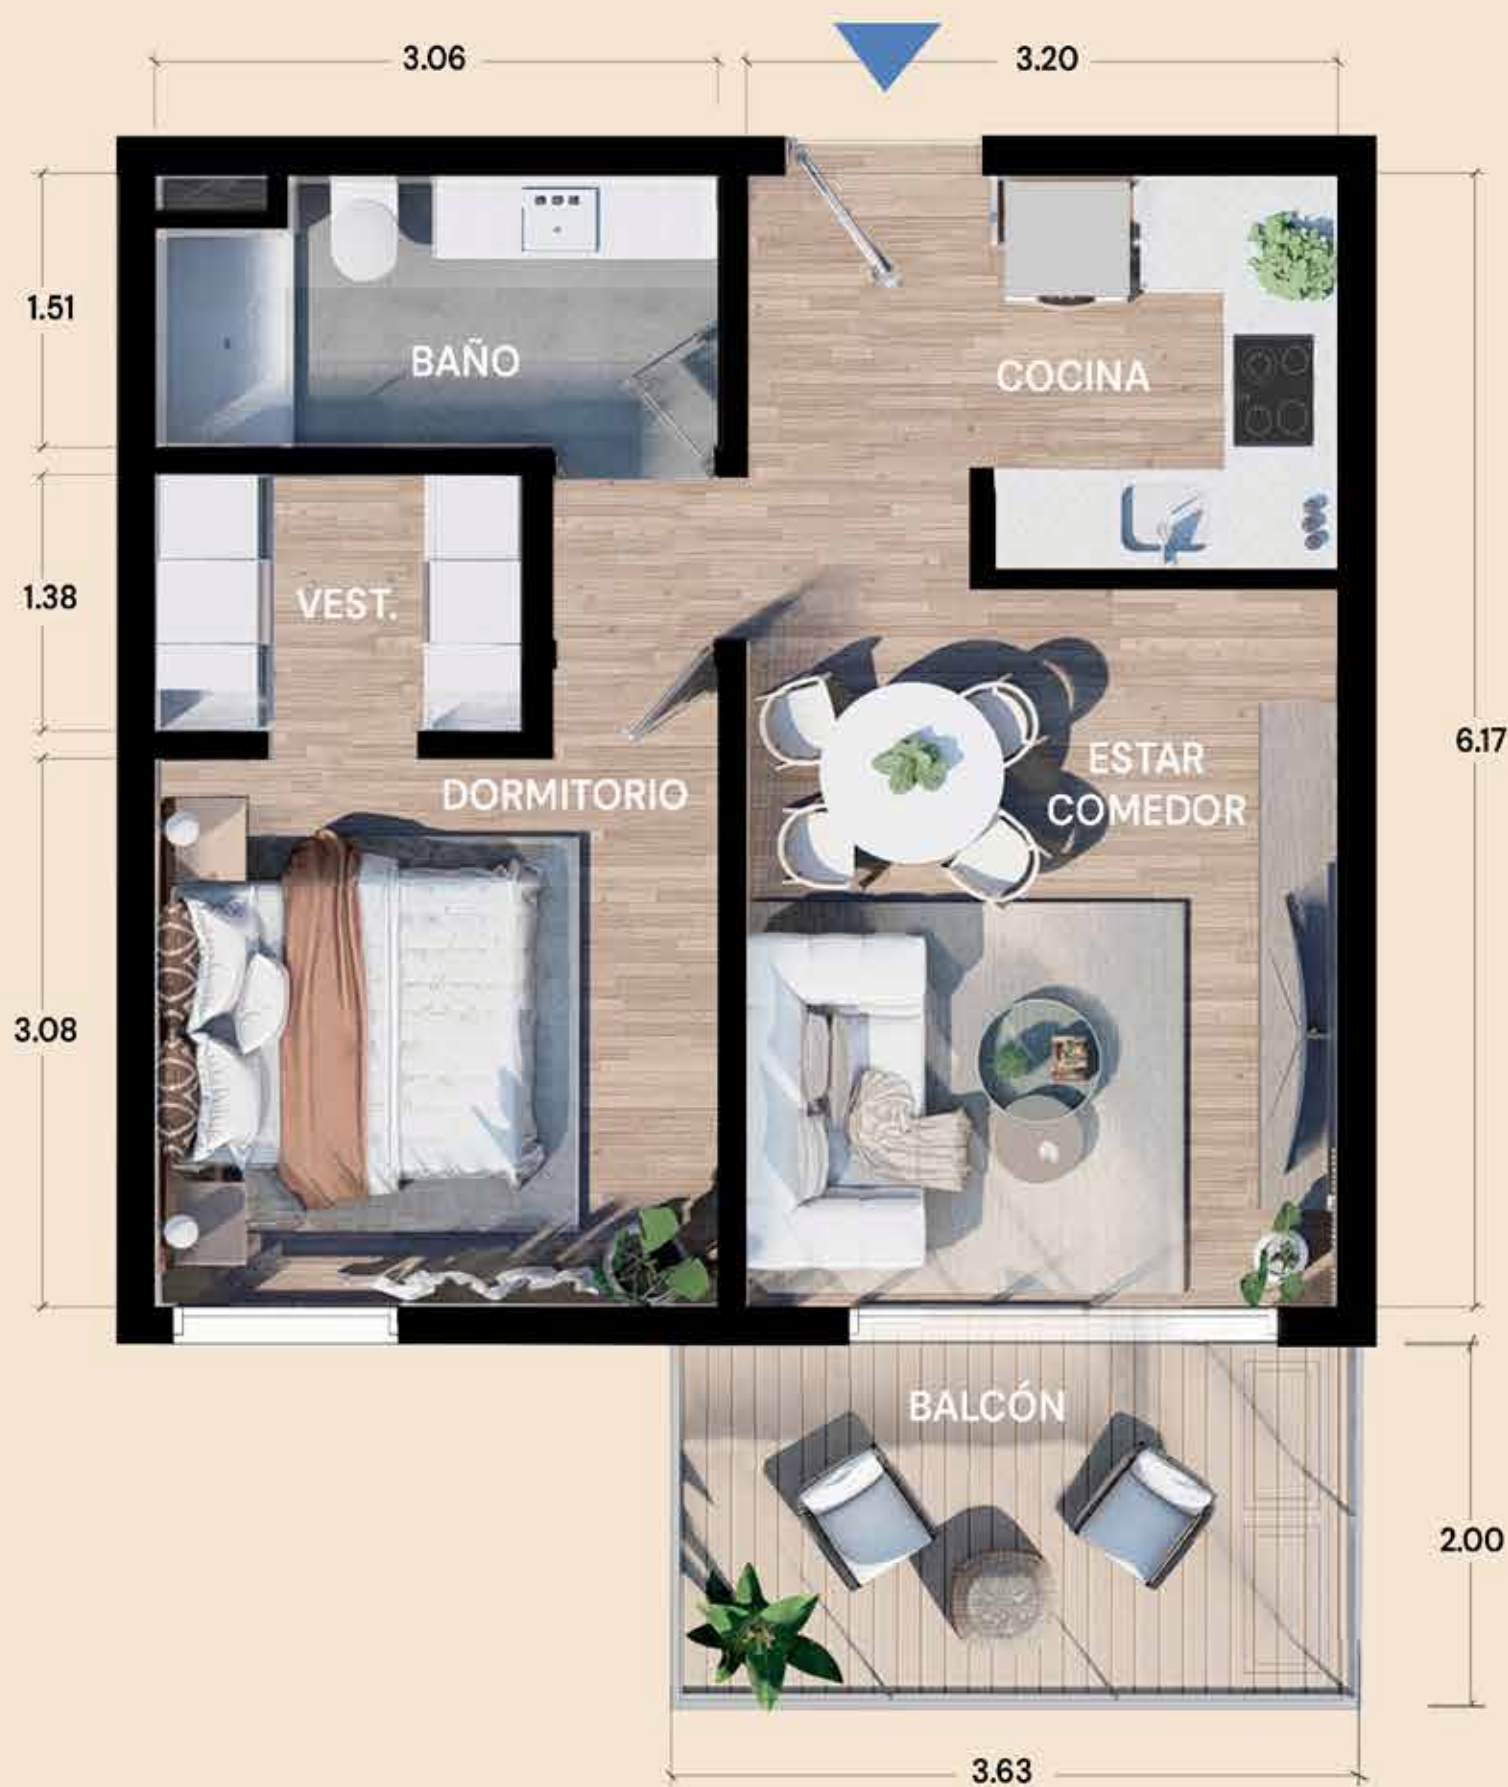 3.06
3.20
1.51
BAÑO
COCINA
1.38
VEST.
6.17
DORMITORIO
ESTAR
COMEDOR
3.08
BALCÓN
2.00
3.63